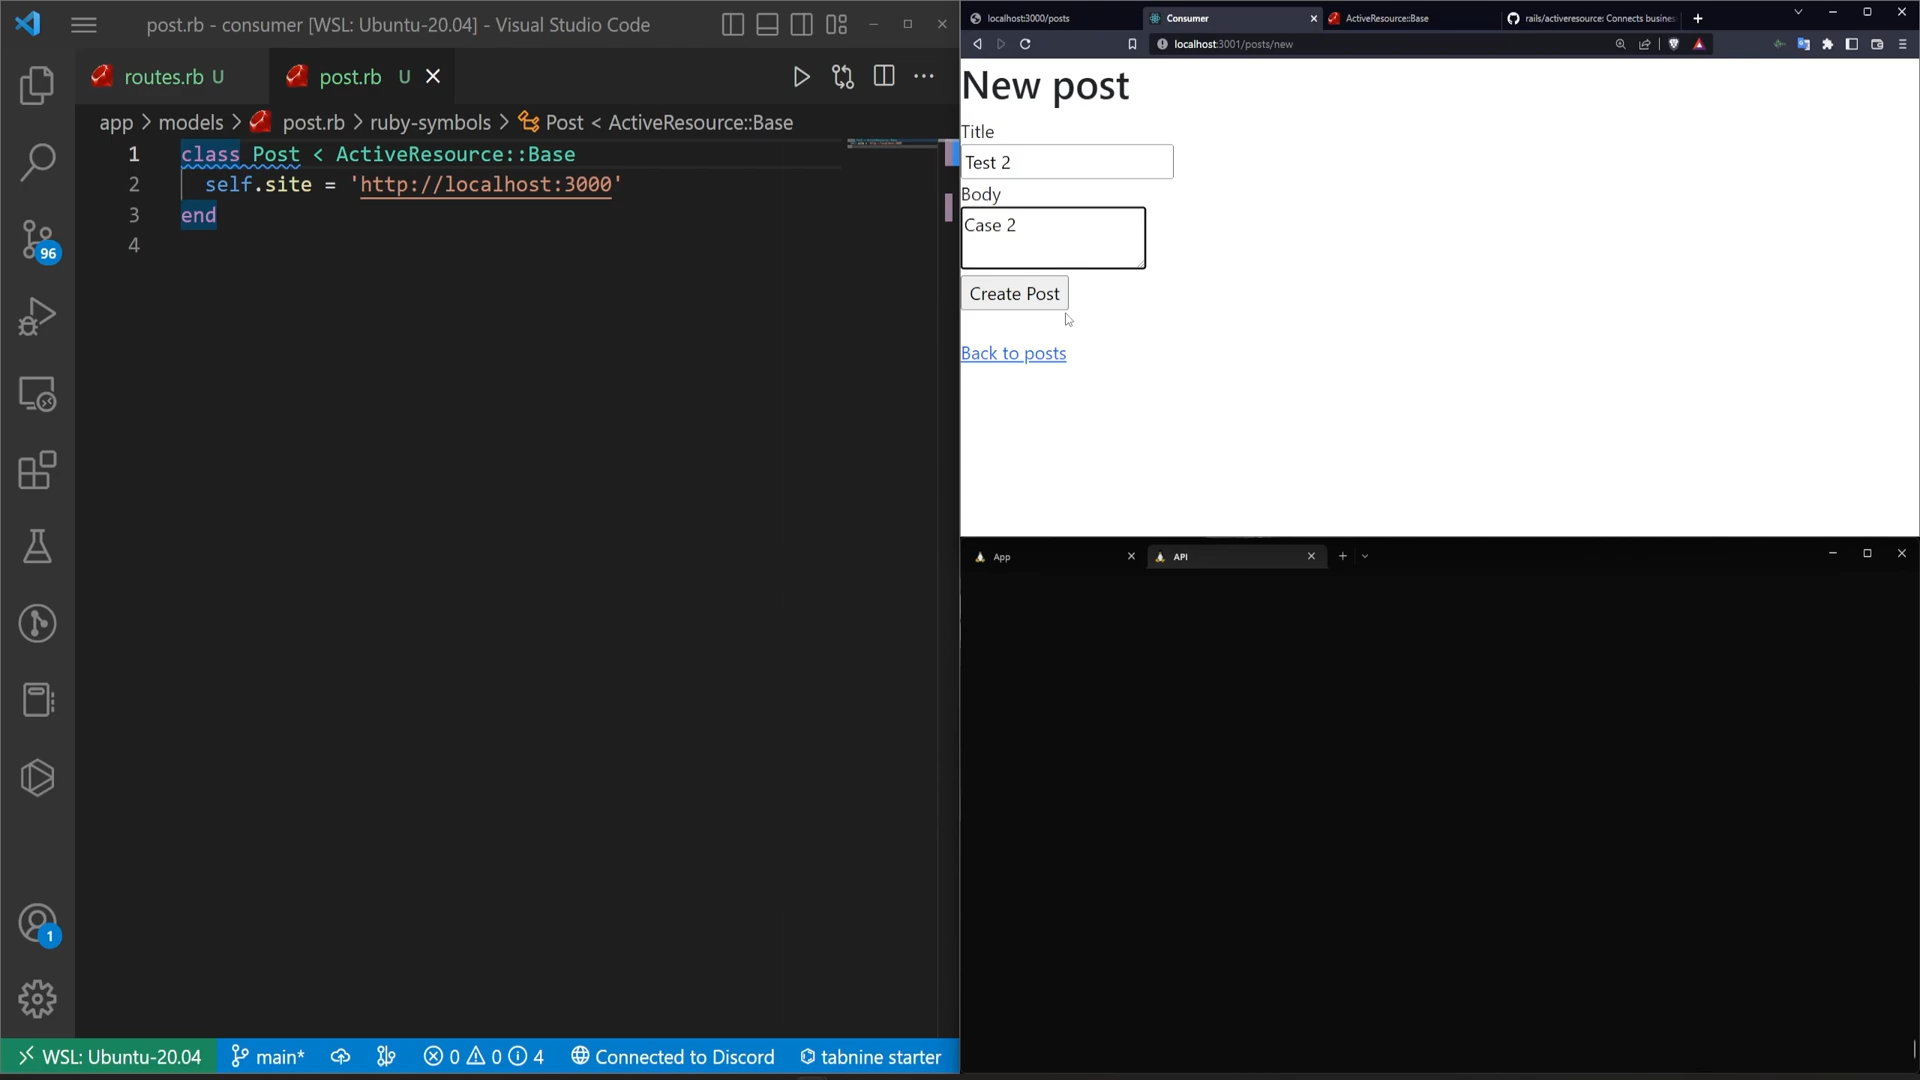 post.rb - consumer [WSL: Ubuntu-20.04] - Visual Studio Code
routes.rb U
post.rb U
app > models > post.rb > ruby-symbols > Post < ActiveResource::Base
1 class Post < ActiveResource::Base
2 self.site = 'http://localhost:3000'
3 end
4
96
1
WSL: Ubuntu-20.04 main* 0 0 4 Connected to Discord tabnine starter
localhost:3000/posts
Consumer
ActiveResource::Base
rails/activeresource: Connects busines
localhost:3001/posts/new
New post
Title
Test 2
Body
Case 2
Create Post
Back to posts
App
API